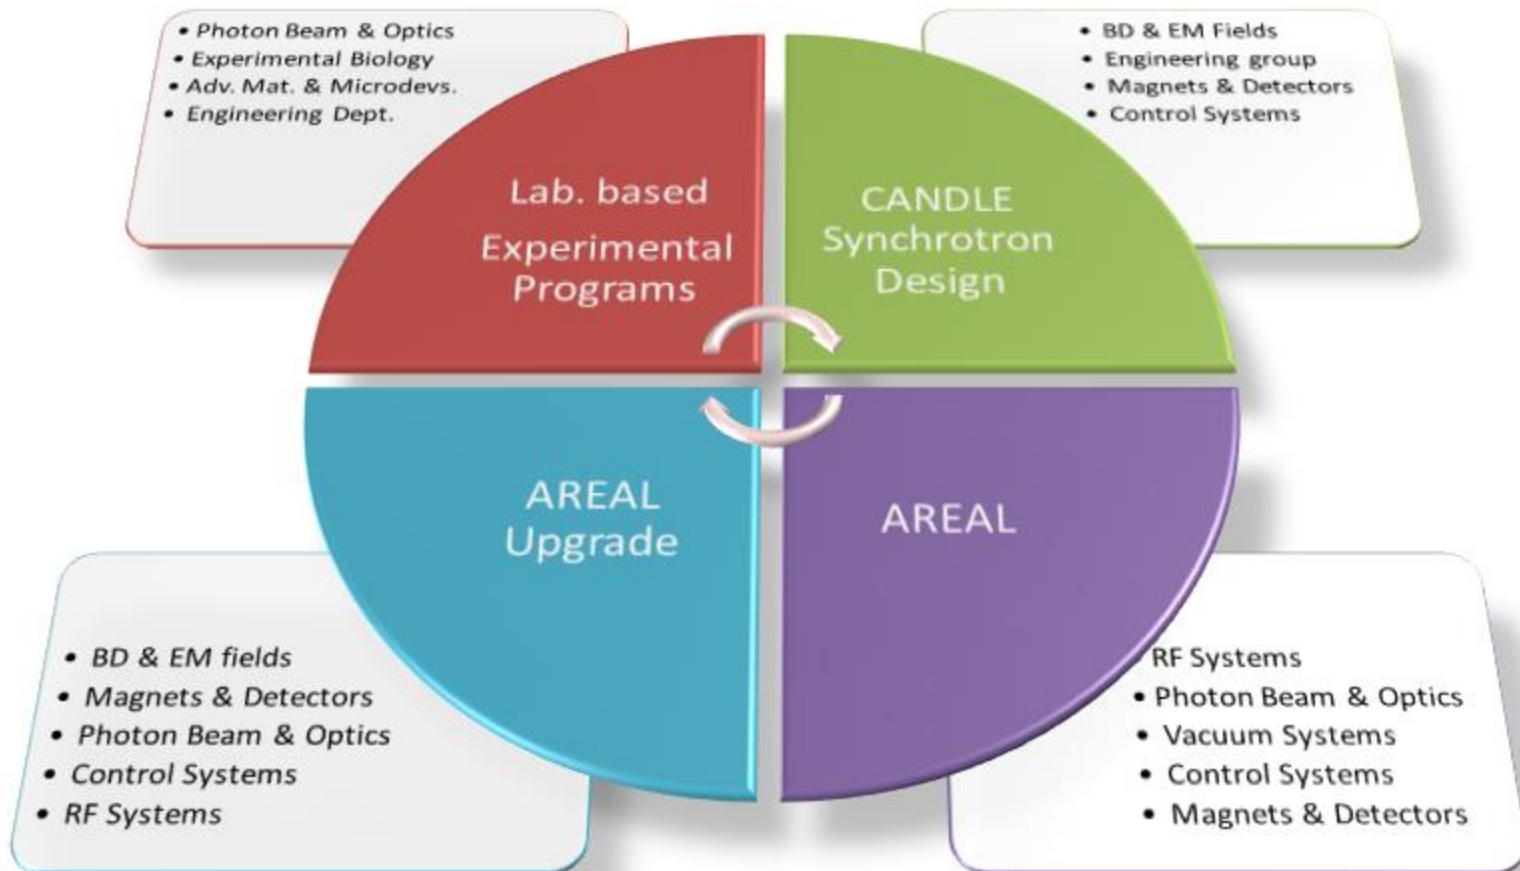 • Photon Beam & Optics
• Experimental Biology
• Adv. Mat. & Microdevs.
• Engineering Dept.
• BD & EM Fields
• Engineering group
• Magnets & Detectors
• Control Systems
Lab. based
Experimental
Programs
CANDLE
Synchrotron
Design
AREAL
Upgrade
AREAL
• BD & EM fields
• Magnets & Detectors
• Photon Beam & Optics
• Control Systems
• RF Systems
• RF Systems
• Photon Beam & Optics
• Vacuum Systems
• Control Systems
• Magnets & Detectors